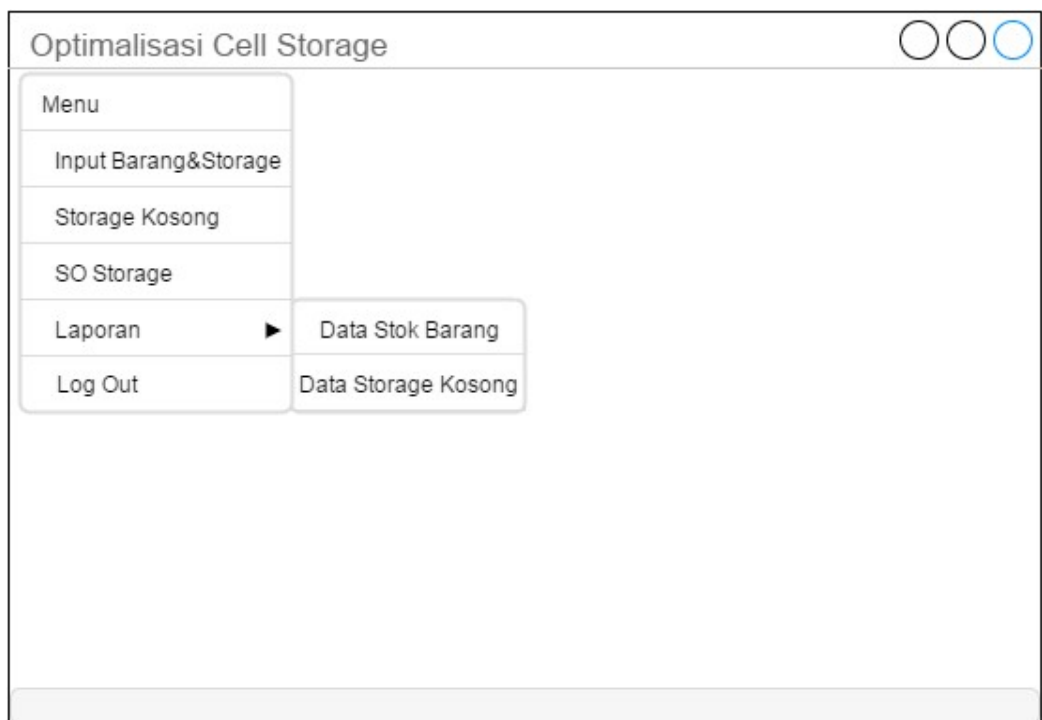 Optimalisasi Cell Storage
Menu
Input Barang&Storage
Storage Kosong
SO Storage
Laporan
Data Stok Barang
Log Out
Data Storage Kosong